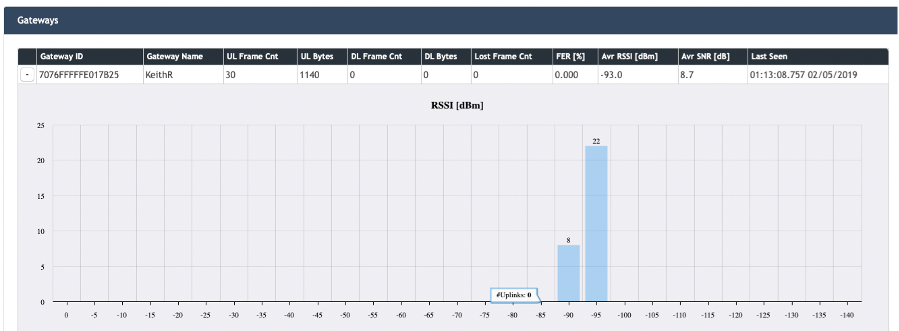 Gateways
Gateway ID Gateway Name UL Frame Cnt UL Bytes DL Frame Cnt DL Bytes Lost Frame Cnt FER [%] Avr RSSI [dBm] Avr SNR [dB] Last Seen
- 7076FFFFFE017B25 KeithR 30 1140 0 0 0 0.000 -93.0 8.7 01:13:08.757 02/05/2019
RSSI [dBm]
25
22
20
15
10
8
5
#Uplinks: 0
0
0 -5 -10 -15 -20 -25 -30 -35 -40 -45 -50 -55 -60 -65 -70 -75 -80 -85 -90 -95 -100 -105 -110 -115 -120 -125 -130 -135 -140